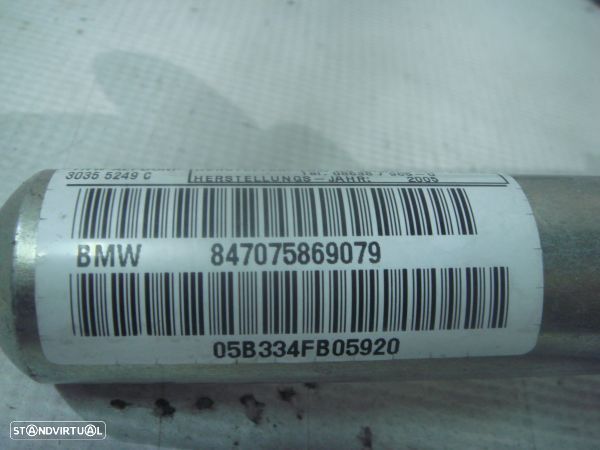 3035 5249 C
HERSTELLUNGS-JAHR: 2005
BMW 847075869079
05B334FB05920
STANDVIRTUAL